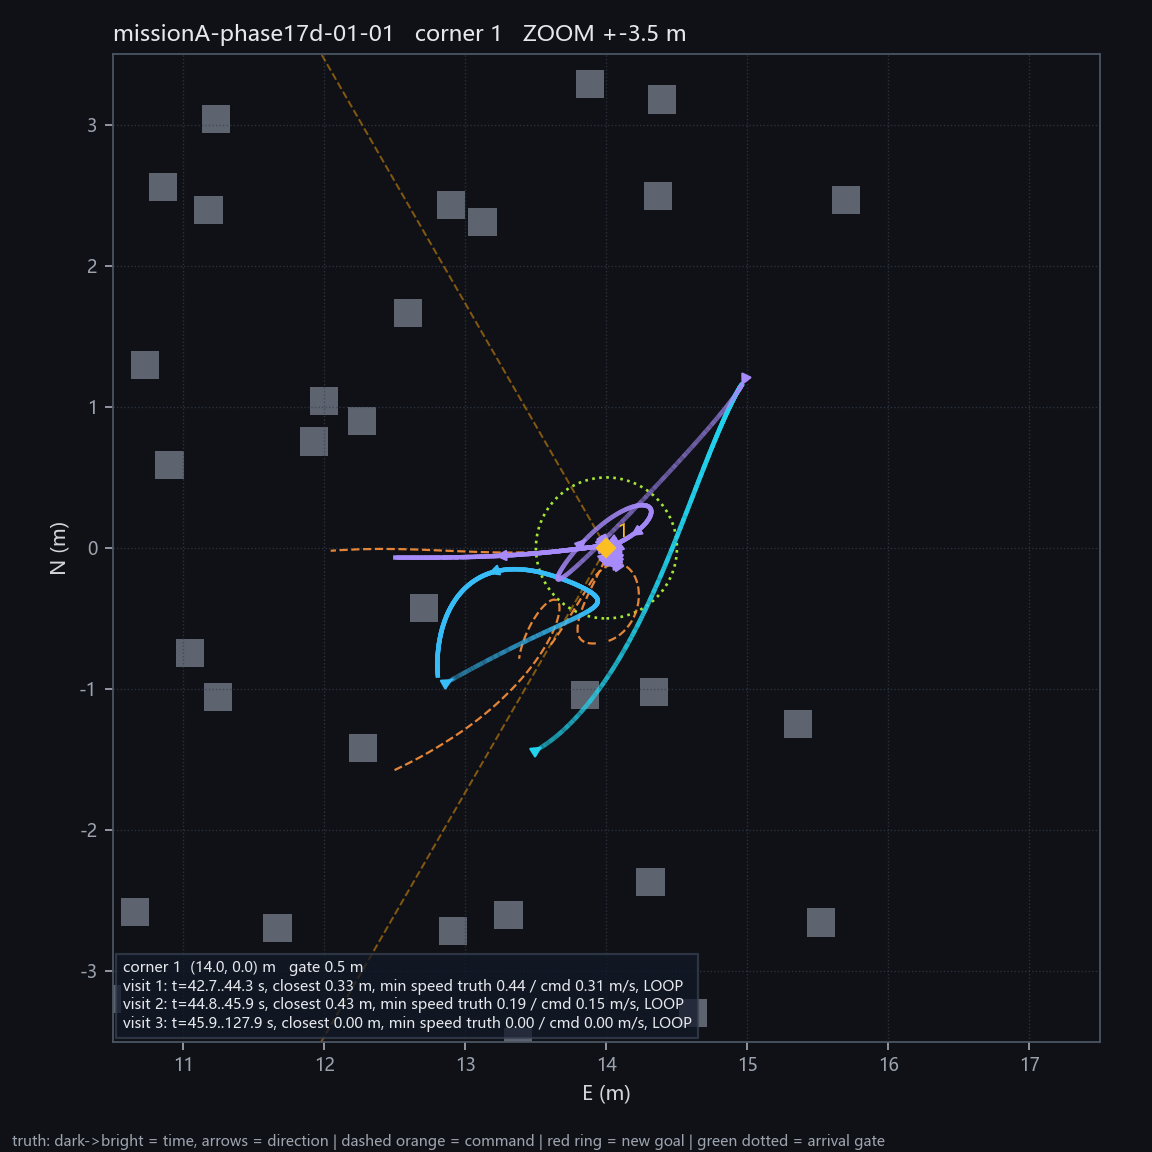 missionA-phase17d-01-01   corner 1   ZOOM +-3.5 m
3
2
1
0
-1
-2
-3
N (m)
1
corner 1  (14.0, 0.0) m   gate 0.5 m
visit 1: t=42.7..44.3 s, closest 0.33 m, min speed truth 0.44 / cmd 0.31 m/s, LOOP
visit 2: t=44.8..45.9 s, closest 0.43 m, min speed truth 0.19 / cmd 0.15 m/s, LOOP
visit 3: t=45.9..127.9 s, closest 0.00 m, min speed truth 0.00 / cmd 0.00 m/s, LOOP
11 12 13 14 15 16 17
E (m)
truth: dark->bright = time, arrows = direction | dashed orange = command | red ring = new goal | green dotted = arrival gate